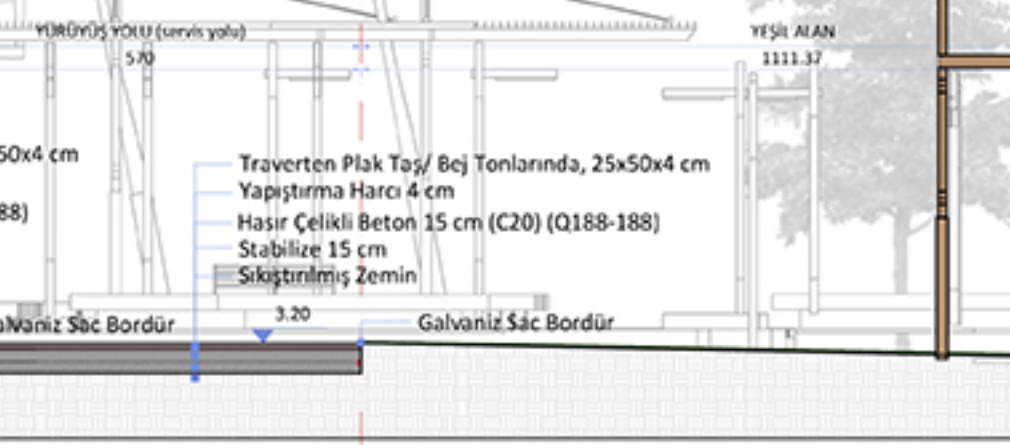 YÜRÜYÜŞ YOLU (servis yolu)
570
YEŞİL ALAN
1111.37
50x4 cm
88)
Traverten Plak Taş/ Bej Tonlarında, 25x50x4 cm
Yapıştırma Harcı 4 cm
Hasır Çelikli Beton 15 cm (C20) (Q188-188)
Stabilize 15 cm
Sıkıştırılmış Zemin
3.20
alvaniz Sac Bordür
Galvaniz Sac Bordür